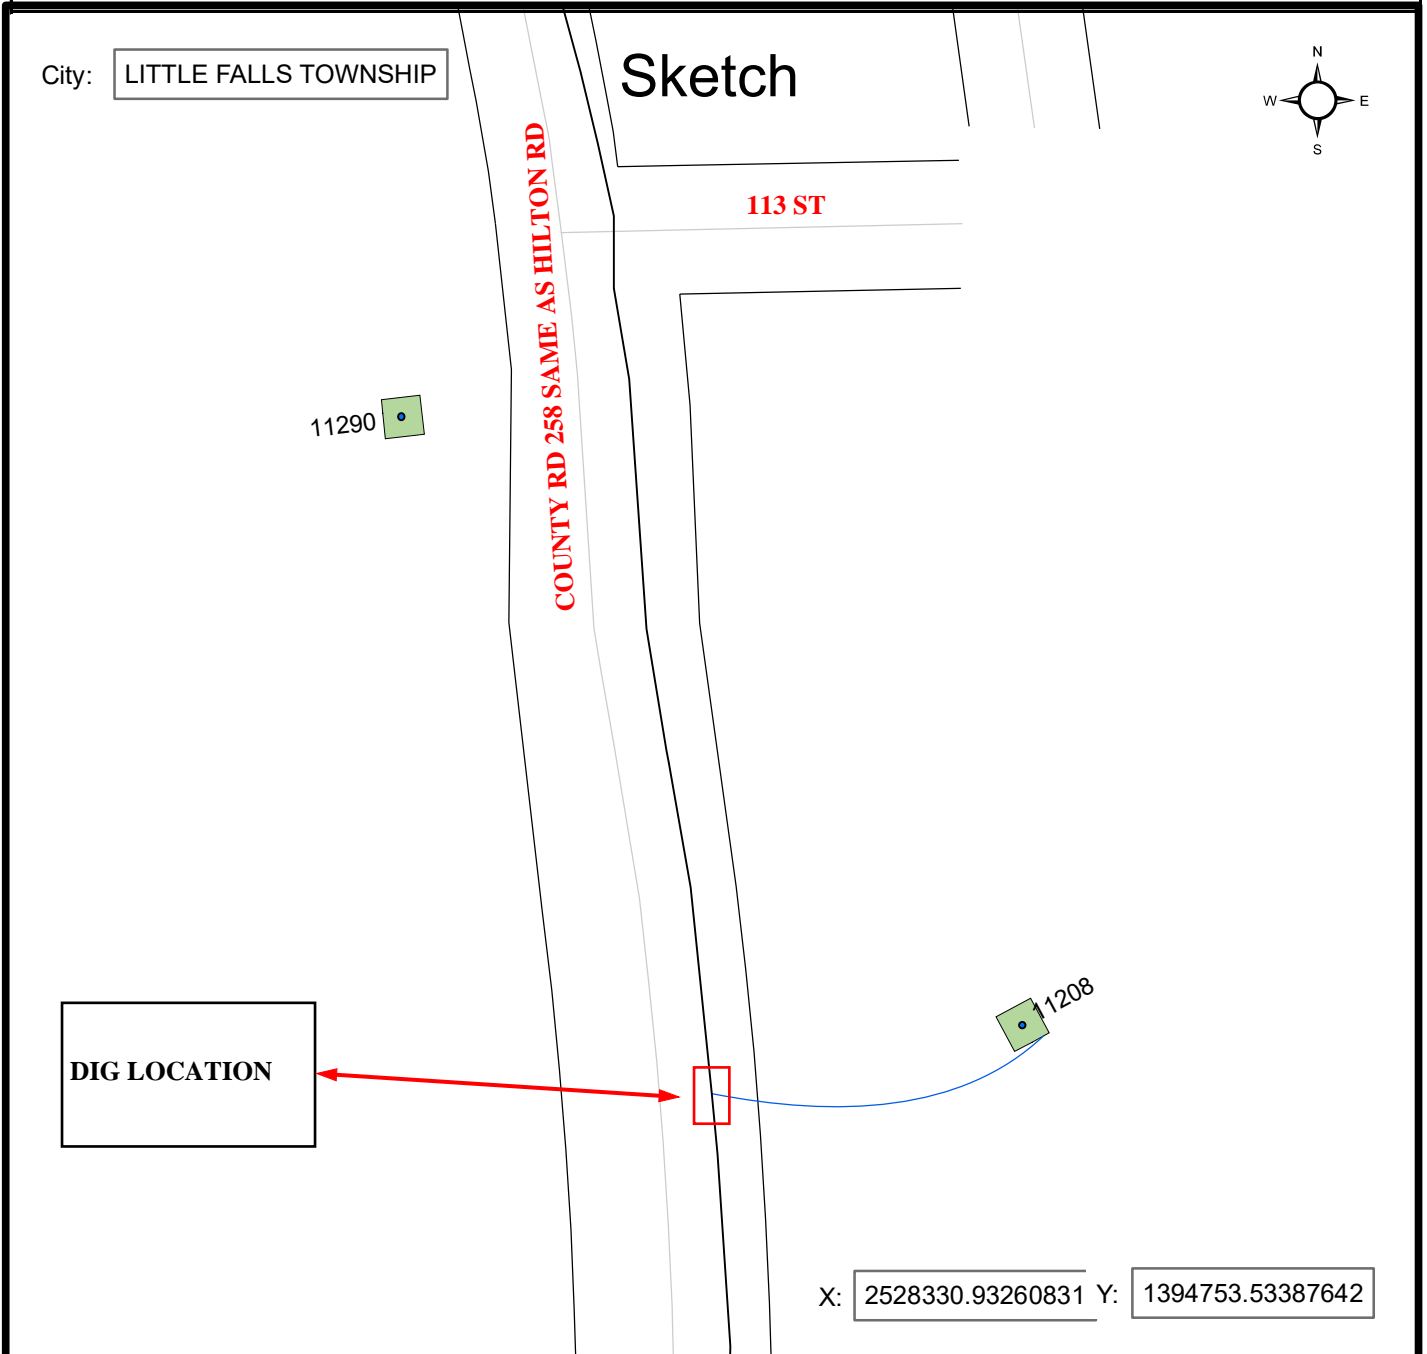 Sketch
City: LITTLE FALLS TOWNSHIP
N
W E
S
113 ST
COUNTY RD 258 SAME AS HILTON RD
11290
11208
DIG LOCATION
X: 2528330.93260831 Y: 1394753.53387642